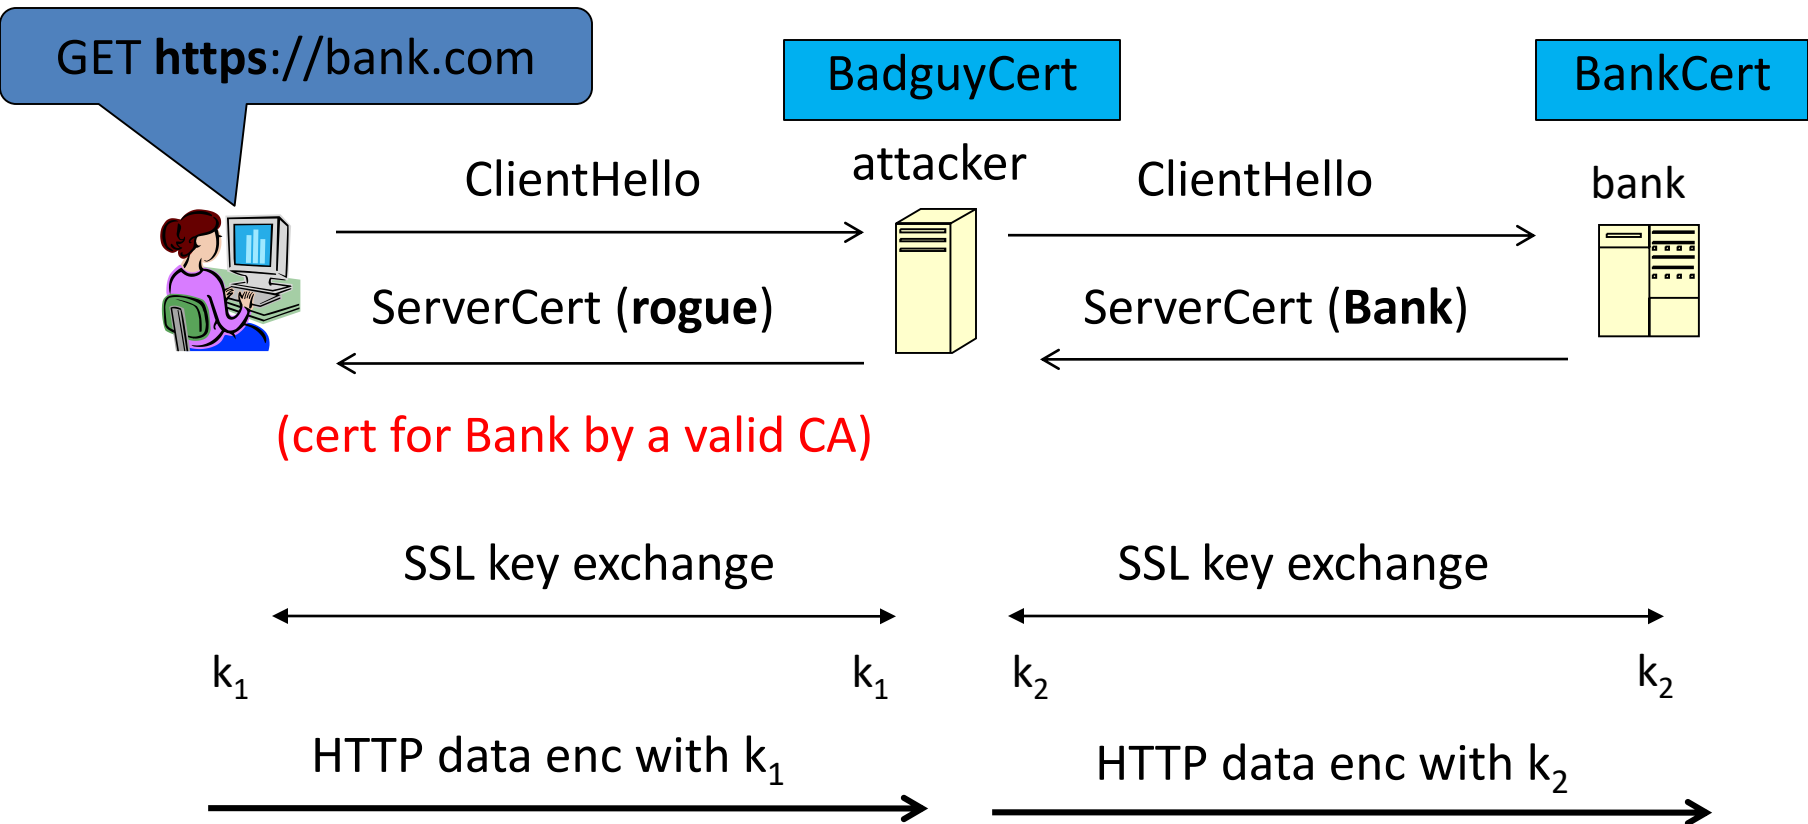 GET https://bank.com
BadguyCert
BankCert
attacker
bank
ClientHello
ClientHello
ServerCert (rogue)
ServerCert (Bank)
(cert for Bank by a valid CA)
SSL key exchange
SSL key exchange
k1
k1
k2
k2
HTTP data enc with k1
HTTP data enc with k2